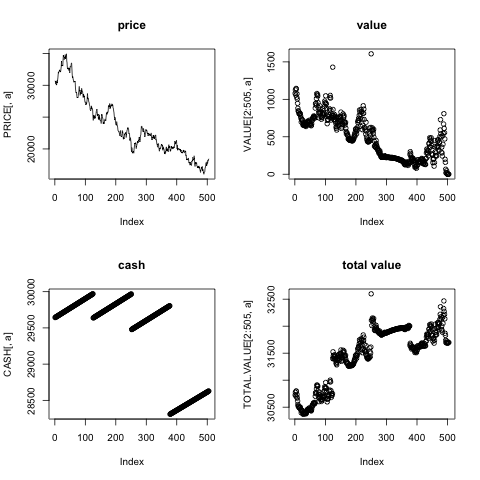 price
PRICE[, a]
20000 30000
0 100 200 300 400 500
Index
value
VALUE[2:505, a]
0 500 1000 1500
0 100 200 300 400 500
Index
cash
CASH[, a]
28500 29000 29500 30000
0 100 200 300 400 500
Index
total value
TOTAL.VALUE[2:505, a]
30500 31500 32500
0 100 200 300 400 500
Index